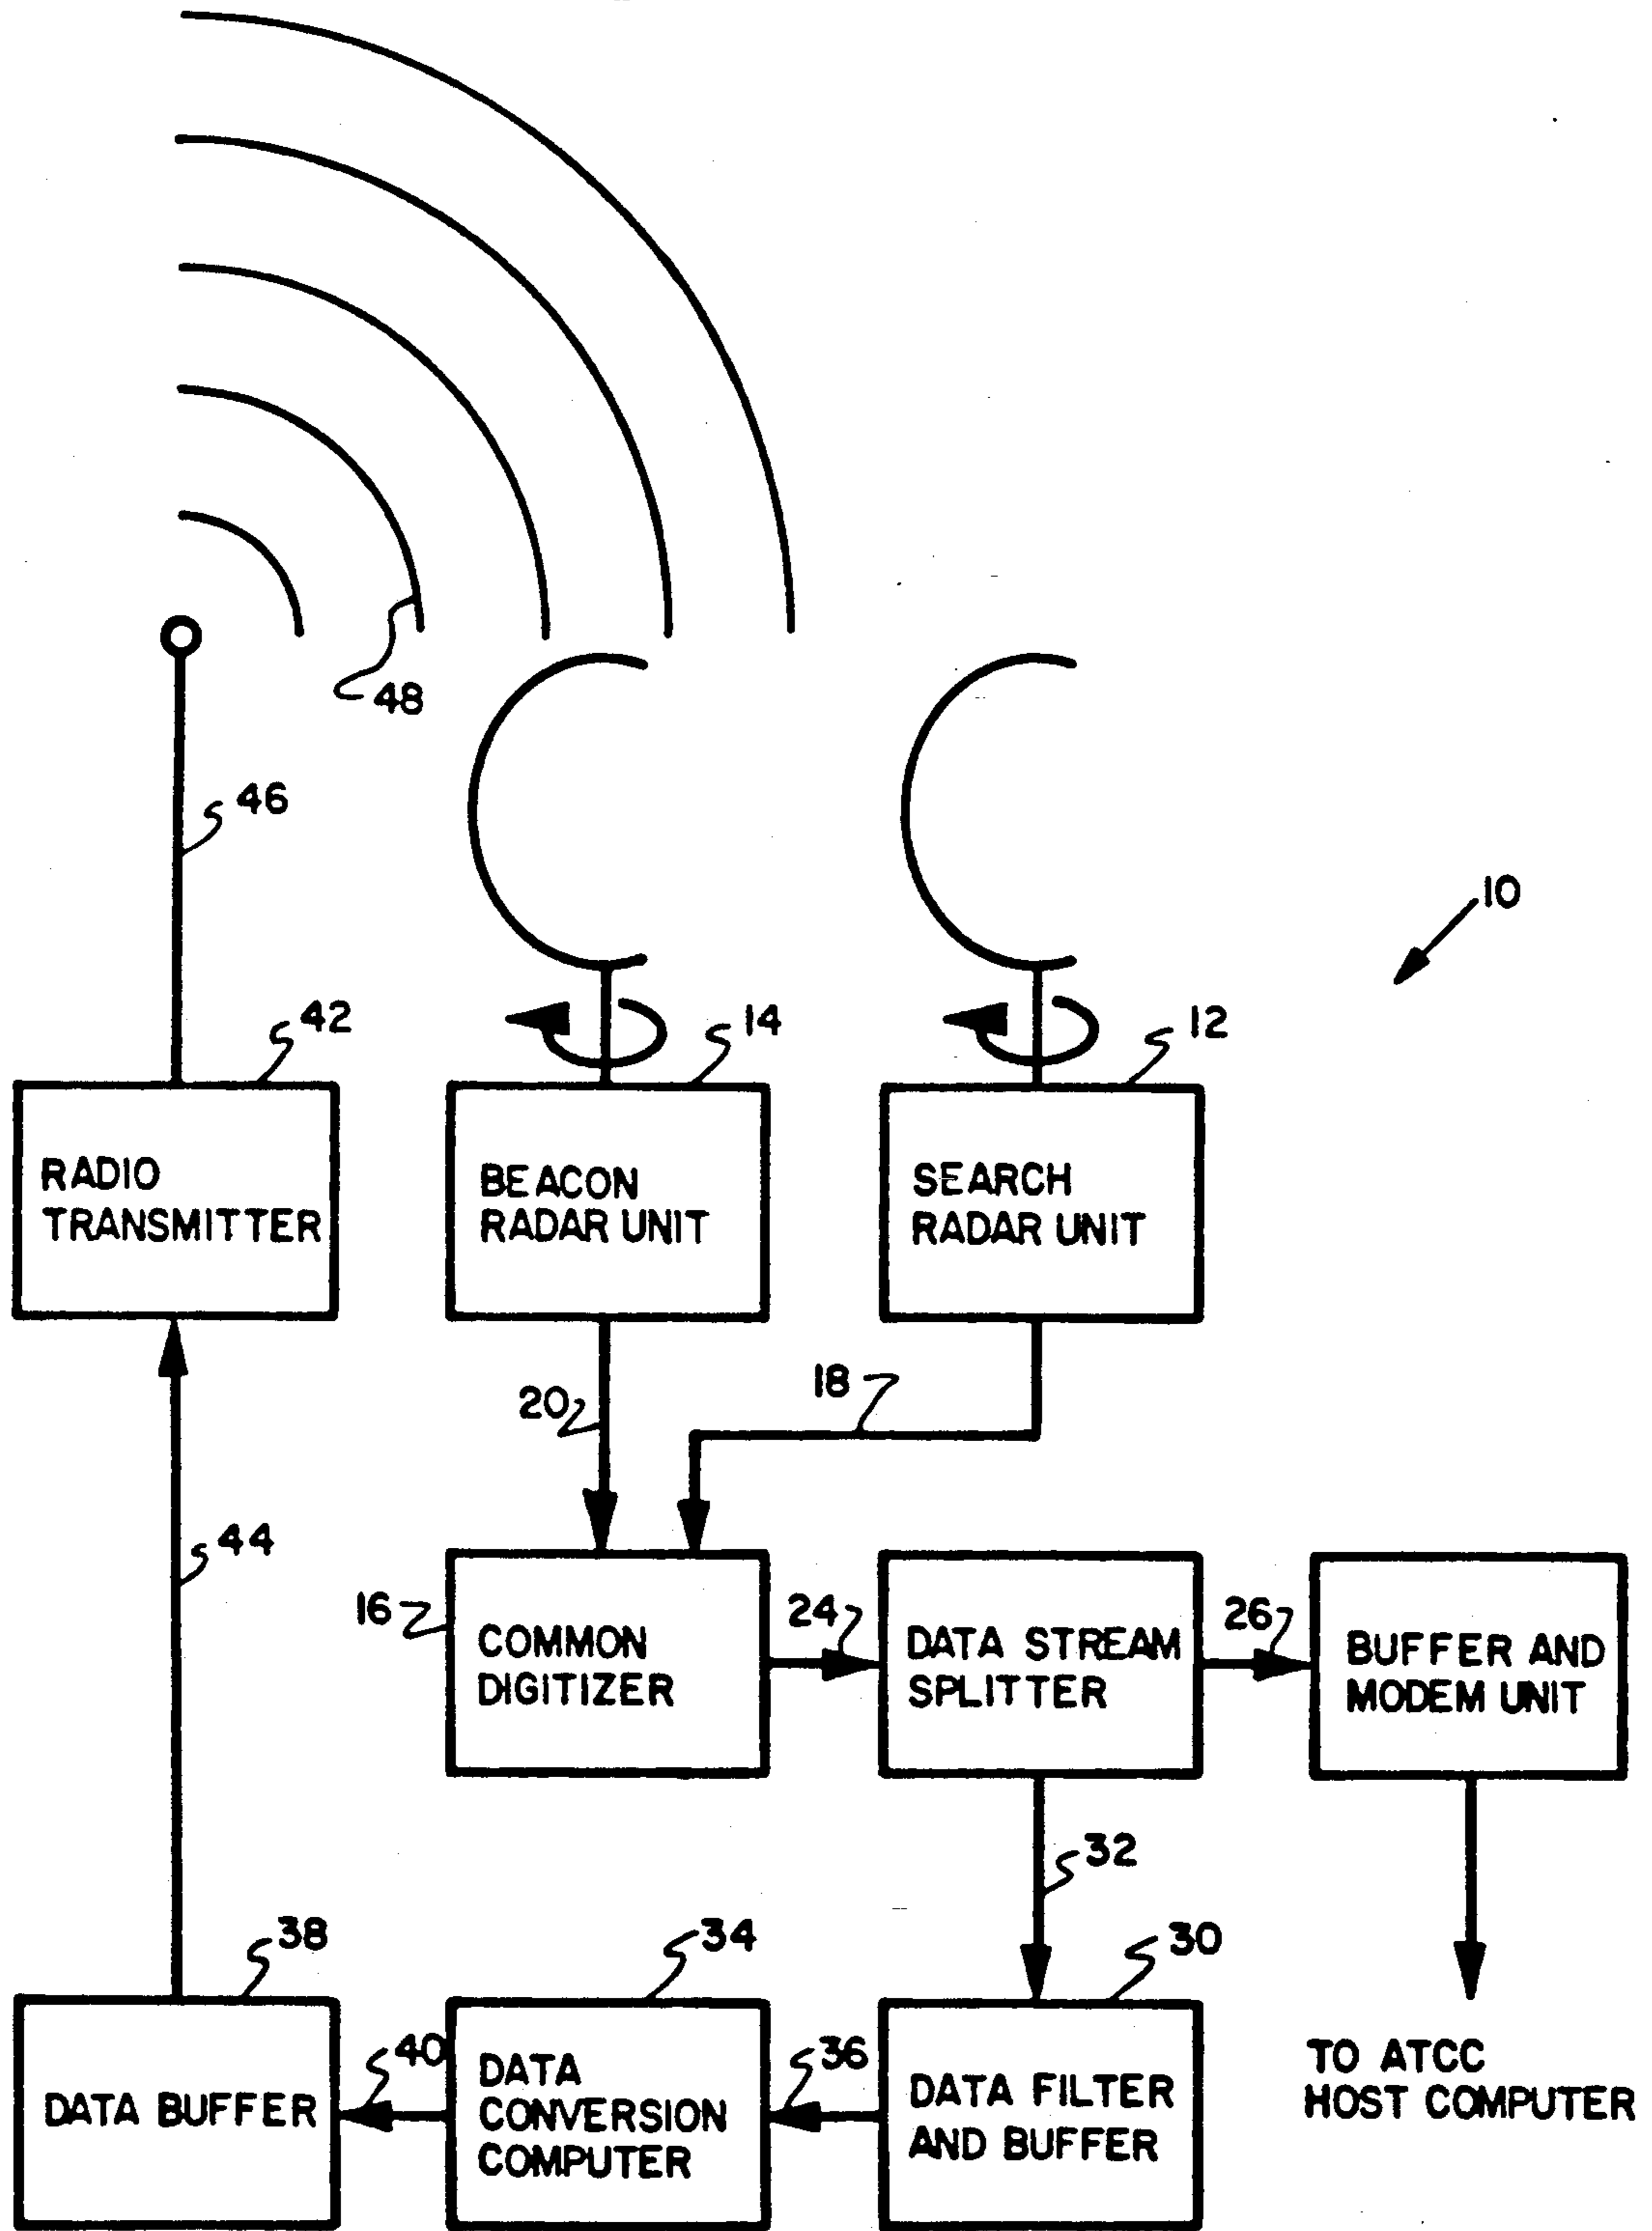 48
46
10
42
14
12
RADIO
TRANSMITTER
BEACON
RADAR UNIT
SEARCH
RADAR UNIT
20
18
44
16
COMMON
DIGITIZER
24
DATA STREAM
SPLITTER
26
BUFFER AND
MODEM UNIT
32
38
34
30
DATA BUFFER
40
DATA
CONVERSION
COMPUTER
36
DATA FILTER
AND BUFFER
TO ATCC
HOST COMPUTER